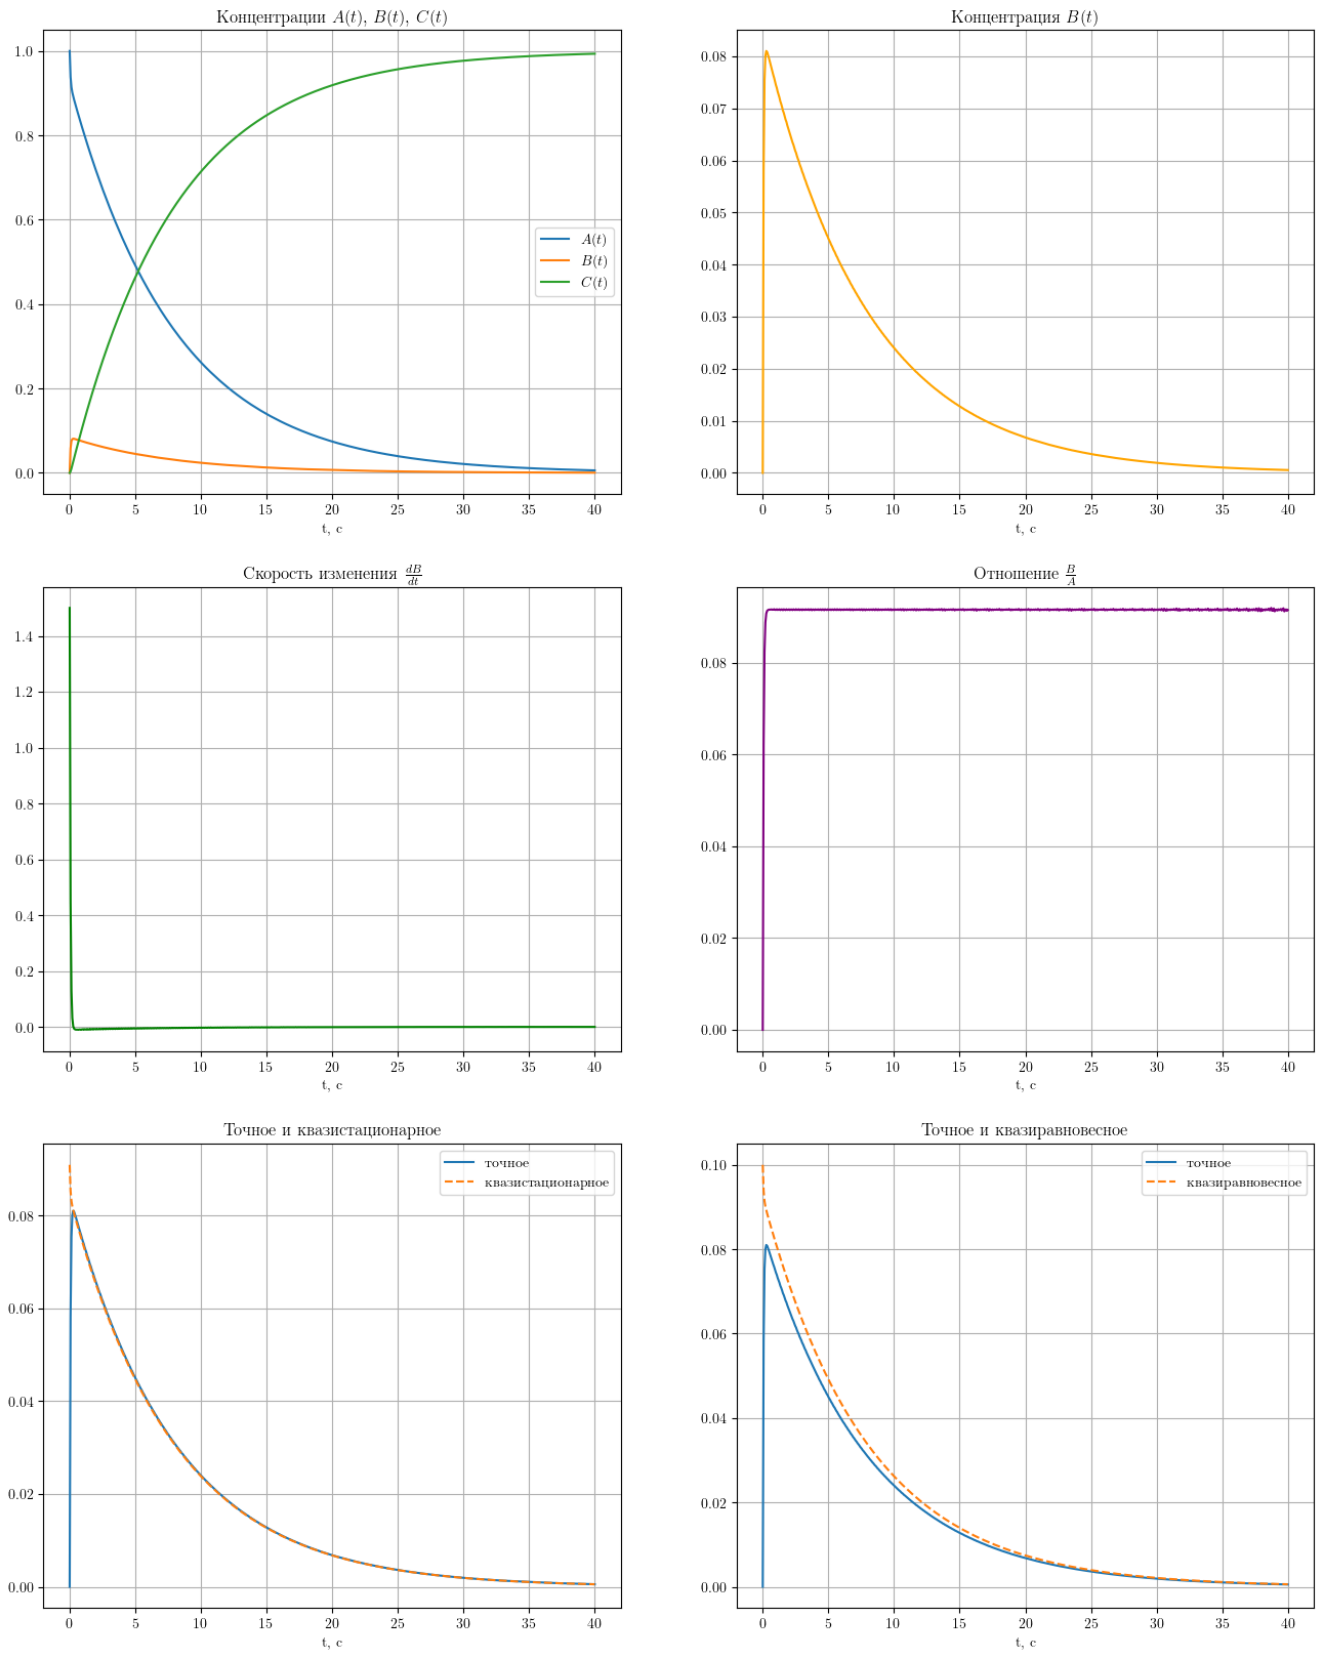 Концентрации A(t), B(t), C(t)
1.0
0.8
0.6
0.4
0.2
0.0
A(t)
B(t)
C(t)
0 5 10 15 20 25 30 35 40
t, с
Концентрация B(t)
0.08
0.07
0.06
0.05
0.04
0.03
0.02
0.01
0.00
0 5 10 15 20 25 30 35 40
t, с
Скорость изменения dB/dt
1.4
1.2
1.0
0.8
0.6
0.4
0.2
0.0
0 5 10 15 20 25 30 35 40
t, с
Отношение B/A
0.08
0.06
0.04
0.02
0.00
0 5 10 15 20 25 30 35 40
t, с
Точное и квазистационарное
точное
квазистационарное
0.08
0.06
0.04
0.02
0.00
0 5 10 15 20 25 30 35 40
t, с
Точное и квазиравновесное
точное
квазиравновесное
0.10
0.08
0.06
0.04
0.02
0.00
0 5 10 15 20 25 30 35 40
t, с